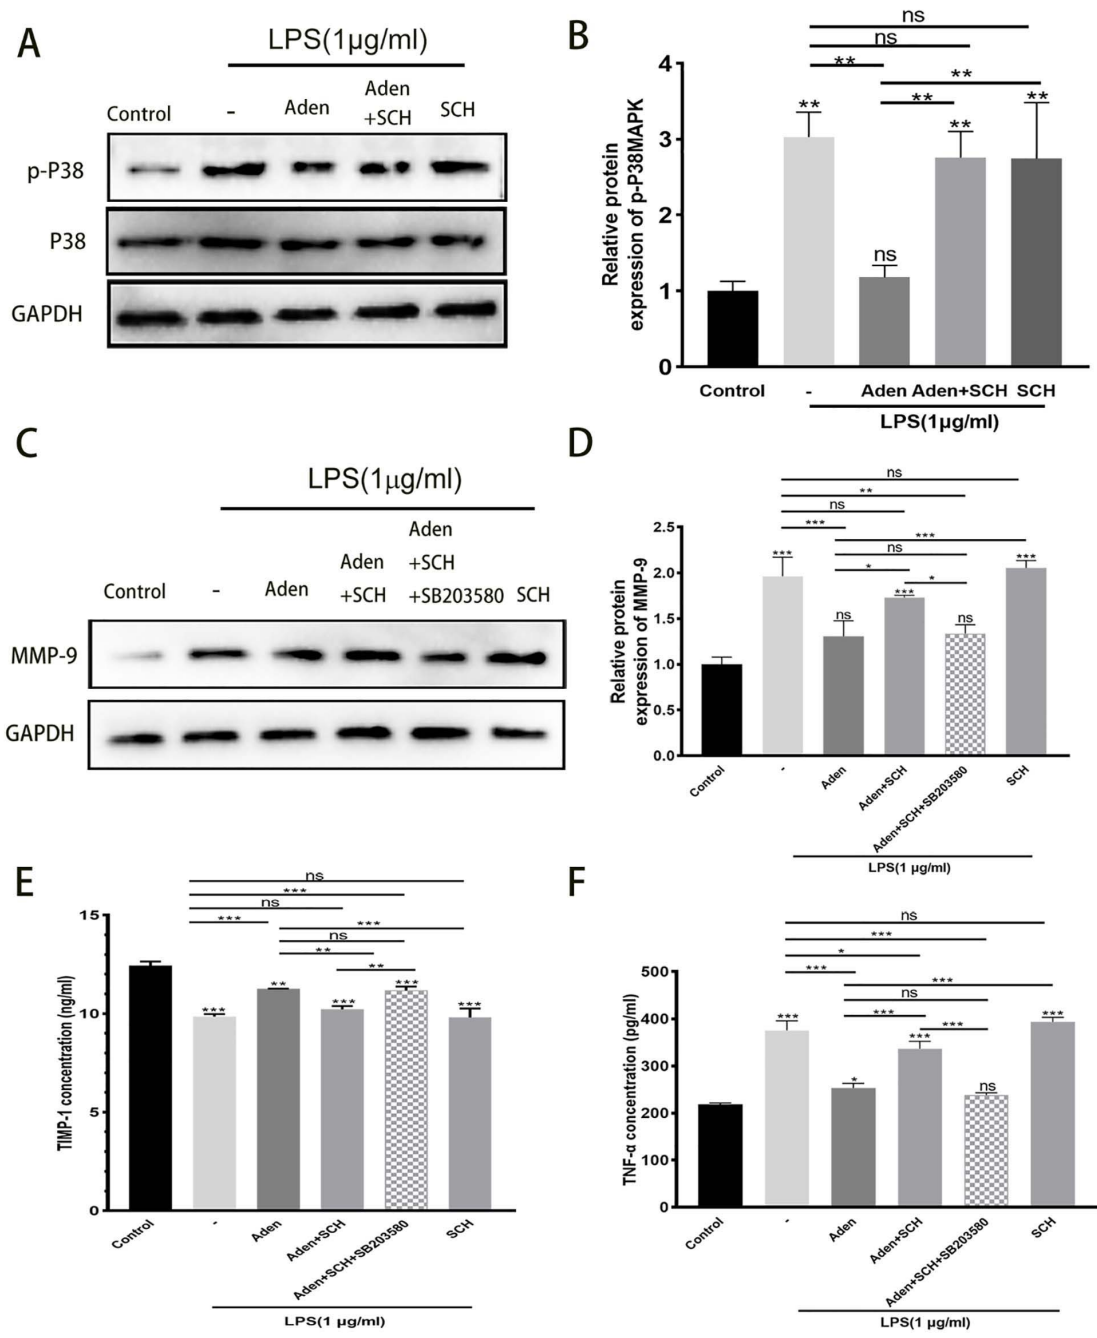 A
LPS(1μg/ml)
Control
-
Aden
Aden
+SCH
SCH
p-P38
P38
GAPDH
B
Relative protein
expression of p-P38MAPK
4
3
2
1
0
ns
ns
**
**
**
**
ns
**
**
Control
-
Aden
Aden+SCH
SCH
LPS(1μg/ml)
C
LPS(1μg/ml)
Control
-
Aden
Aden
+SCH
Aden
+SCH
+SB203580
SCH
MMP-9
GAPDH
D
Relative protein
expression of MMP-9
2.5
2.0
1.5
1.0
0.5
0.0
ns
**
ns
***
***
ns
*
*
***
ns
***
ns
***
Control
-
Aden
Aden+SCH
Aden+SCH+SB203580
SCH
LPS(1 μg/ml)
E
TIMP-1 concentration (ng/ml)
15
10
5
0
ns
***
ns
***
***
ns
**
**
***
**
***
***
***
Control
-
Aden
Aden+SCH
Aden+SCH+SB203580
SCH
LPS(1 μg/ml)
F
TNF-α concentration (pg/ml)
500
400
300
200
100
0
ns
***
*
***
***
ns
***
***
***
*
***
ns
***
Control
-
Aden
Aden+SCH
Aden+SCH+SB203580
SCH
LPS(1 μg/ml)